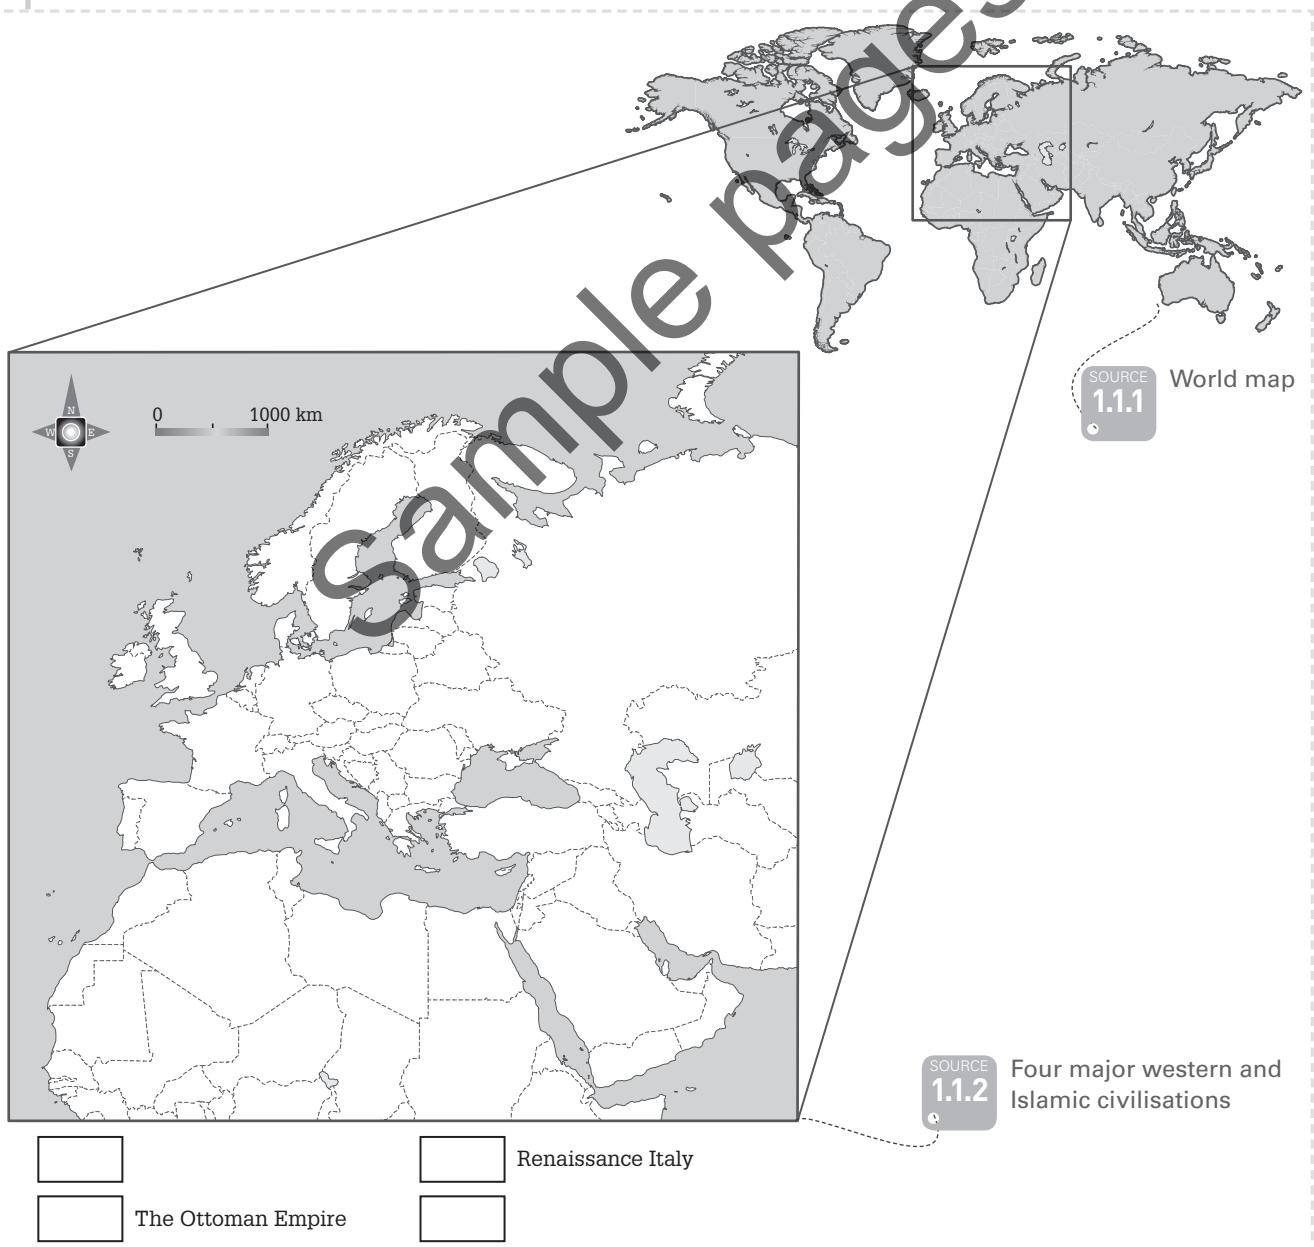 Sample pages
SOURCE
1.1.1
World map
N
W E
S
0 1000 km
SOURCE
1.1.2
Four major western and
Islamic civilisations
Renaissance Italy
The Ottoman Empire